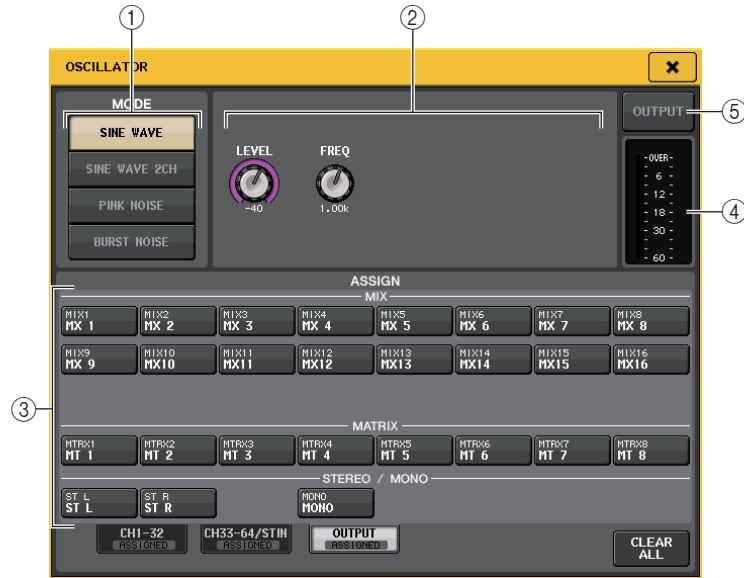 ① ②
OSCILLATOR ×
MODE
SINE WAVE
SINE WAVE 2CH
PINK NOISE
BURST NOISE
LEVEL FREQ
-40 1.00k
OUTPUT ⑤
-OVER-
- 6 -
- 12 -
- 18 - ④
- 30 -
- 60 -
③
ASSIGN
MIX
MIX1 MIX2 MIX3 MIX4 MIX5 MIX6 MIX7 MIX8
MX 1 MX 2 MX 3 MX 4 MX 5 MX 6 MX 7 MX 8
MIX9 MIX10 MIX11 MIX12 MIX13 MIX14 MIX15 MIX16
MX 9 MX10 MX11 MX12 MX13 MX14 MX15 MX16
MATRIX
MTRX1 MTRX2 MTRX3 MTRX4 MTRX5 MTRX6 MTRX7 MTRX8
MT 1 MT 2 MT 3 MT 4 MT 5 MT 6 MT 7 MT 8
STEREO / MONO
ST L ST R MONO
ST L ST R MONO
CH1-32 CH33-64/STIN OUTPUT
ASSIGNED ASSIGNED ASSIGNED
CLEAR
ALL